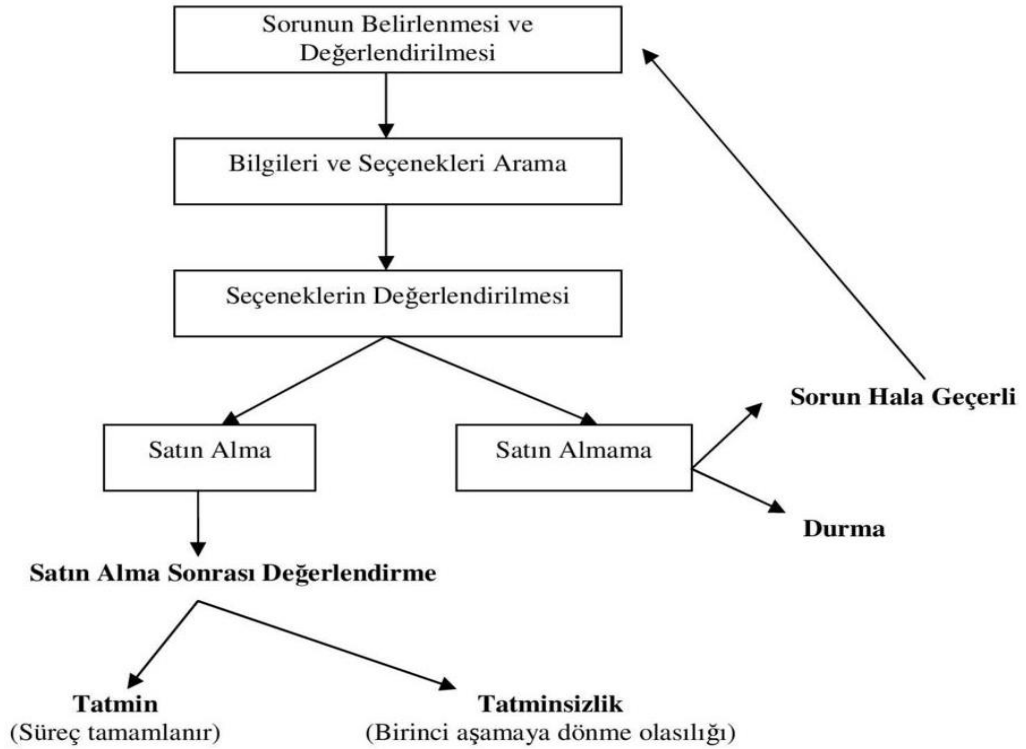 Sorunun Belirlenmesi ve
Değerlendirilmesi
Bilgileri ve Seçenekleri Arama
Seçeneklerin Değerlendirilmesi
Sorun Hala Geçerli
Satın Alma
Satın Almama
Durma
Satın Alma Sonrası Değerlendirme
Tatmin
(Süreç tamamlanır)
Tatminsizlik
(Birinci aşamaya dönme olasılığı)